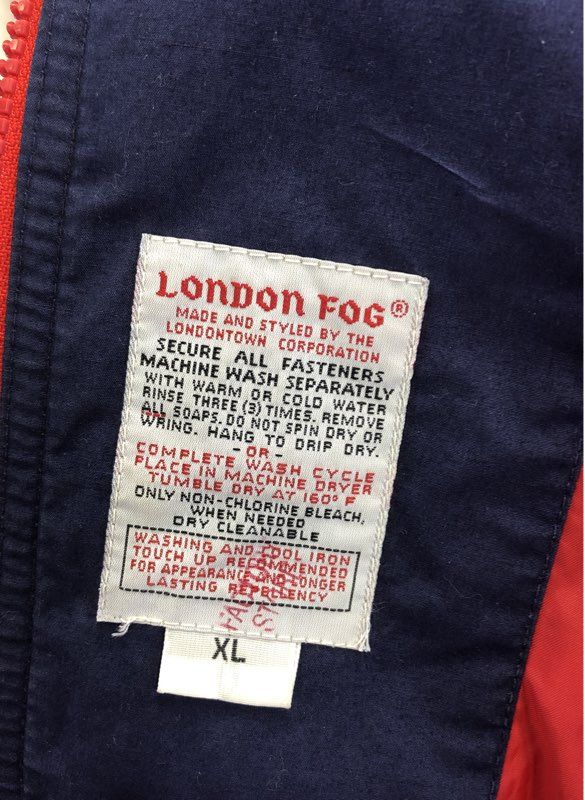 LONDON FOG®
MADE AND STYLED BY THE
LONDONTOWN CORPORATION
SECURE ALL FASTENERS
MACHINE WASH SEPARATELY
WITH WARM OR COLD WATER
RINSE THREE (3) TIMES. REMOVE
ALL SOAPS. DO NOT SPIN DRY OR
WRING. HANG TO DRIP DRY.
-OR-
COMPLETE WASH CYCLE
PLACE IN MACHINE DRYER
TUMBLE DRY AT 160° F
ONLY NON-CHLORINE BLEACH,
WHEN NEEDED
DRY CLEANABLE
WASHING AND COOL IRON
TOUCH UP RECOMMENDED
FOR APPEARANCE AND LONGER
LASTING REPELLENCY
XL